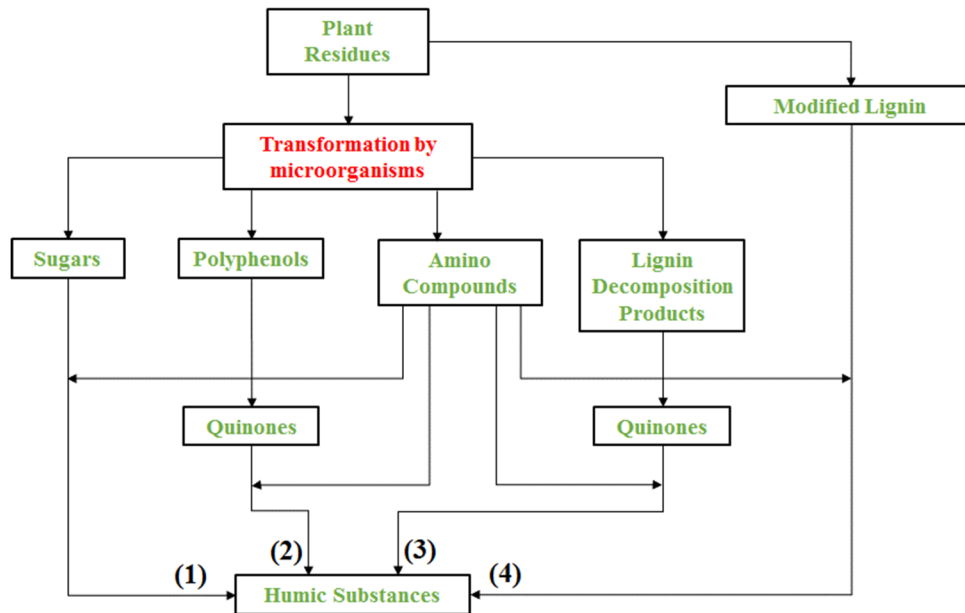 Plant
Residues
Modified Lignin
Transformation by
microorganisms
Sugars
Polyphenols
Amino
Compounds
Lignin
Decomposition
Products
Quinones
Quinones
(1)
(2)
(3)
(4)
Humic Substances